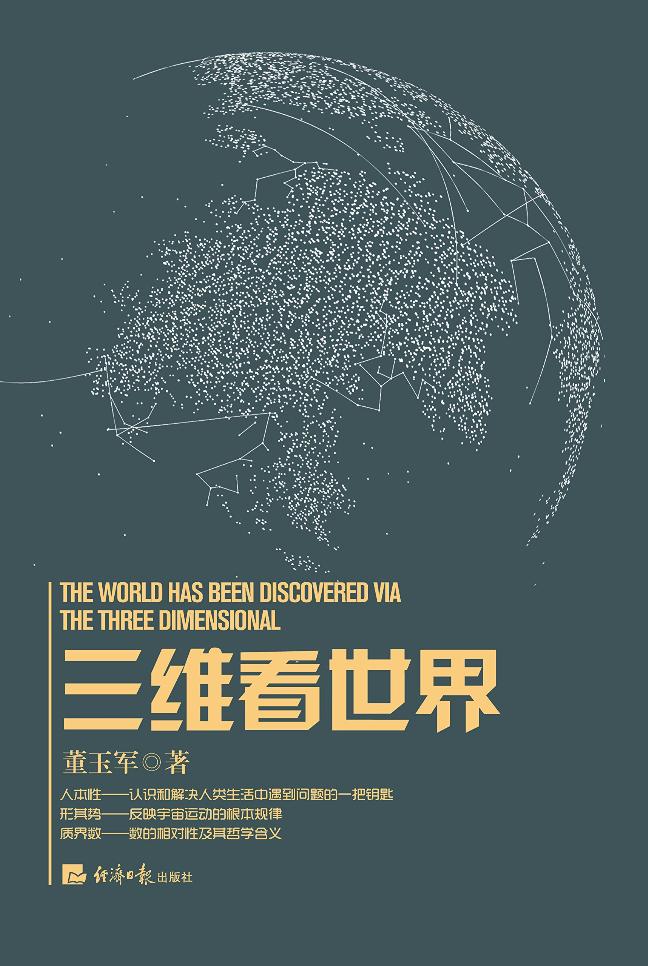 THE WORLD HAS BEEN DISCOVERED VIA
THE THREE DIMENSIONAL
三维看世界
董玉军◎著
人本性——认识和解决人类生活中遇到问题的一把钥匙
形其势——反映宇宙运动的根本规律
质界数——数的相对性及其哲学含义
经济日报出版社